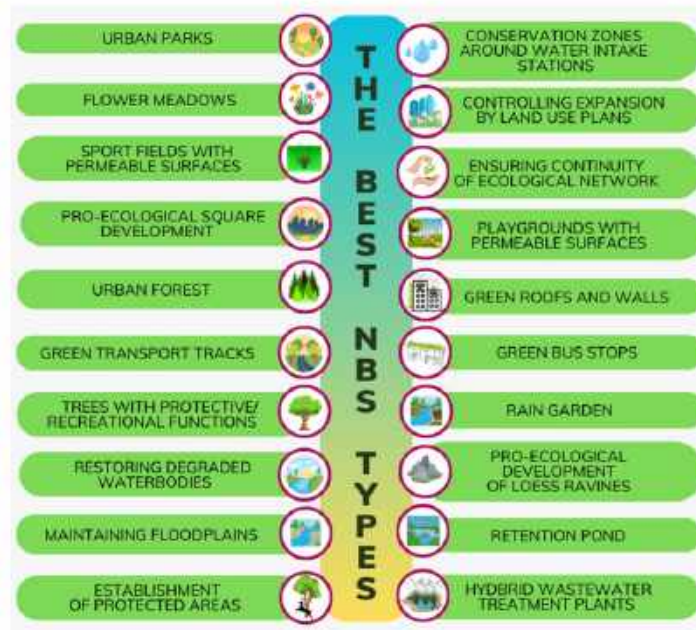 URBAN PARKS
FLOWER MEADOWS
SPORT FIELDS WITH
PERMEABLE SURFACES
PRO-ECOLOGICAL SQUARE
DEVELOPMENT
URBAN FOREST
GREEN TRANSPORT TRACKS
TREES WITH PROTECTIVE/
RECREATIONAL FUNCTIONS
RESTORING DEGRADED
WATERBODIES
MAINTAINING FLOODPLAINS
ESTABLISHMENT
OF PROTECTED AREAS
THE BEST NBS TYPES
CONSERVATION ZONES
AROUND WATER INTAKE
STATIONS
CONTROLLING EXPANSION
BY LAND USE PLANS
ENSURING CONTINUITY
OF ECOLOGICAL NETWORK
PLAYGROUNDS WITH
PERMEABLE SURFACES
GREEN ROOFS AND WALLS
GREEN BUS STOPS
RAIN GARDEN
PRO-ECOLOGICAL
DEVELOPMENT
OF LOESS RAVINES
RETENTION POND
HYDBRID WASTEWATER
TREATMENT PLANTS